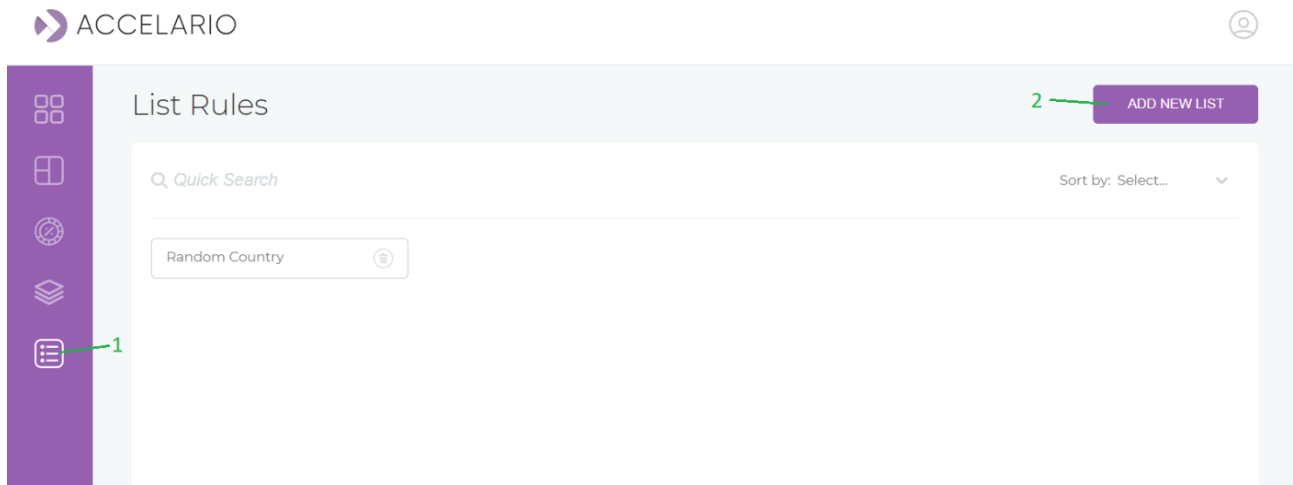 ACCELARIO
List Rules
2
ADD NEW LIST
Quick Search
Sort by: Select...
Random Country
1